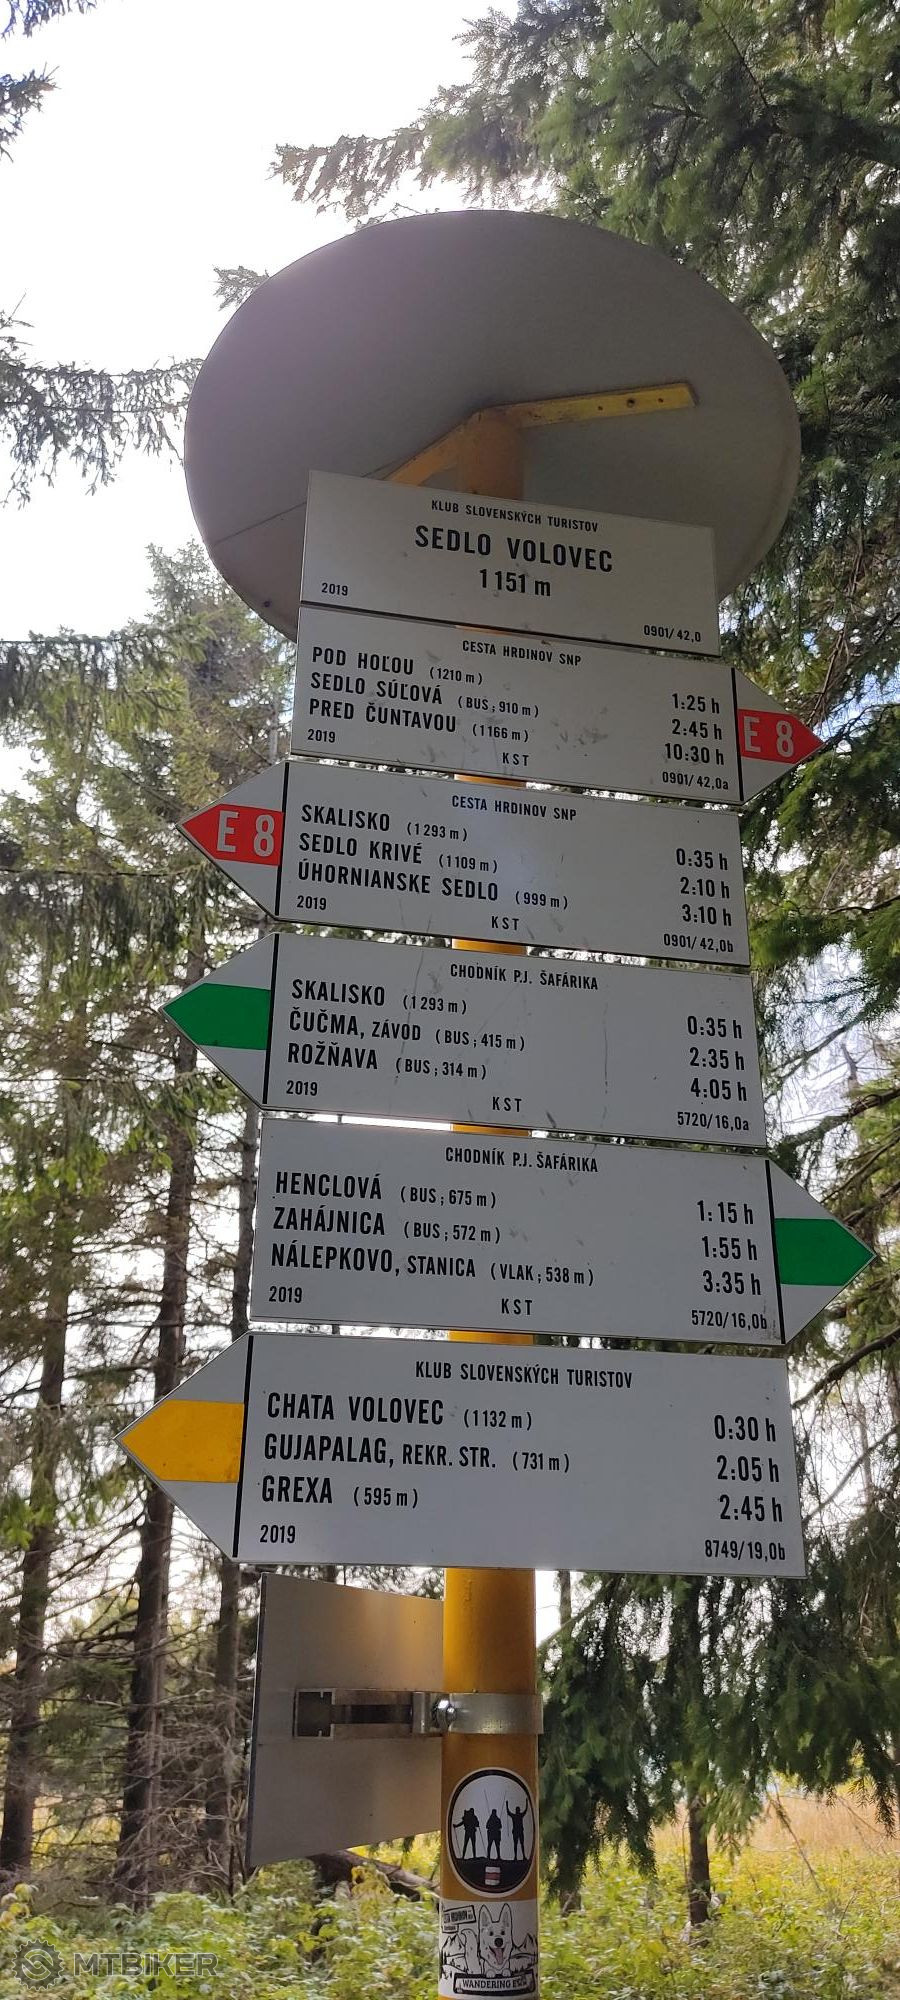 KLUB SLOVENSKÝCH TURISTOV
SEDLO VOLOVEC
1151 m
2019 0901/42,0
CESTA HRDINOV SNP
POD HOĽOU (1210 m) 1:25 h
SEDLO SÚĽOVÁ (BUS; 910 m) 2:45 h
PRED ČUNTAVOU (1166 m) 10:30 h
2019 KST 0901/42,0a
E 8
CESTA HRDINOV SNP
E 8
SKALISKO (1293 m) 0:35 h
SEDLO KRIVÉ (1109 m) 2:10 h
ÚHORNIANSKE SEDLO (999 m) 3:10 h
2019 KST 0901/42,0b
CHODNÍK P.J. ŠAFÁRIKA
SKALISKO (1293 m) 0:35 h
ČUČMA, ZÁVOD (BUS; 415 m) 2:35 h
ROŽŇAVA (BUS; 314 m) 4:05 h
2019 KST 5720/16,0a
CHODNÍK P.J. ŠAFÁRIKA
HENCLOVÁ (BUS; 675 m) 1:15 h
ZAHÁJNICA (BUS; 572 m) 1:55 h
NÁLEPKOVO, STANICA (VLAK; 538 m) 3:35 h
2019 KST 5720/16,0b
KLUB SLOVENSKÝCH TURISTOV
CHATA VOLOVEC (1132 m) 0:30 h
GUJAPALAG, REKR. STR. (731 m) 2:05 h
GREXA (595 m) 2:45 h
2019 8749/19,0b
WANDERING
MTBIKER